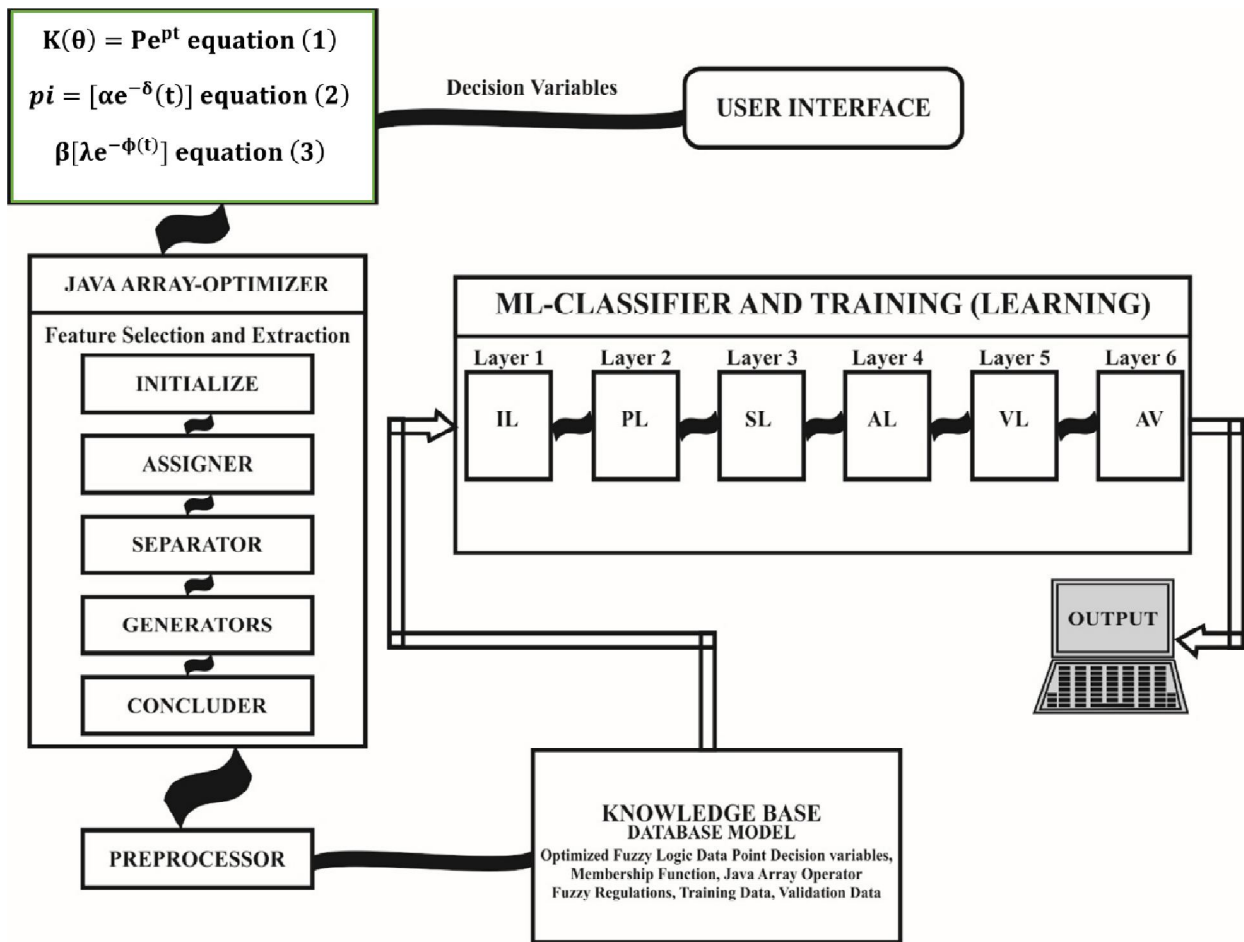 K(θ) = Pe^pt equation (1)
pi = [αe^−δ(t)] equation (2)
β[λe^−ϕ(t)] equation (3)
Decision Variables
USER INTERFACE
JAVA ARRAY-OPTIMIZER
Feature Selection and Extraction
INITIALIZE
ASSIGNER
SEPARATOR
GENERATORS
CONCLUDER
PREPROCESSOR
ML-CLASSIFIER AND TRAINING (LEARNING)
Layer 1 Layer 2 Layer 3 Layer 4 Layer 5 Layer 6
IL PL SL AL VL AV
OUTPUT
KNOWLEDGE BASE
DATABASE MODEL
Optimized Fuzzy Logic Data Point Decision variables,
Membership Function, Java Array Operator
Fuzzy Regulations, Training Data, Validation Data